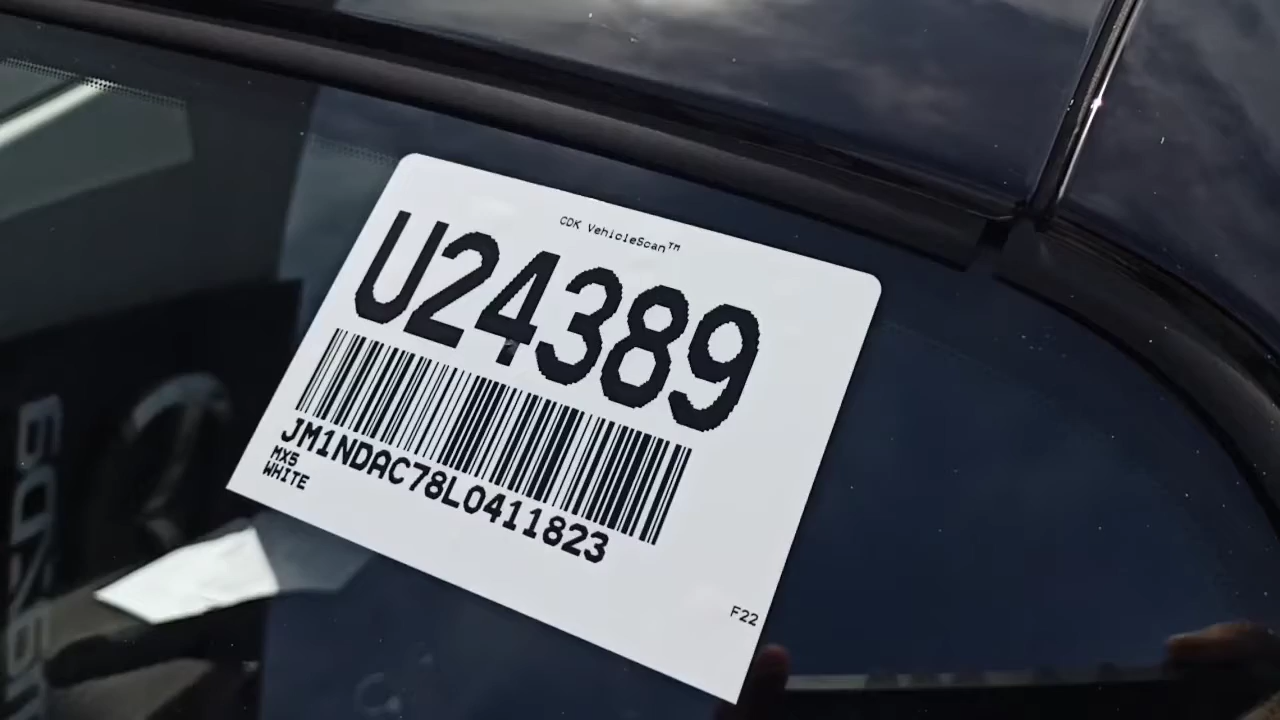 CDK VehicleScan™
U24389
JM1NDAC78L0411823
MX5
WHITE
F22